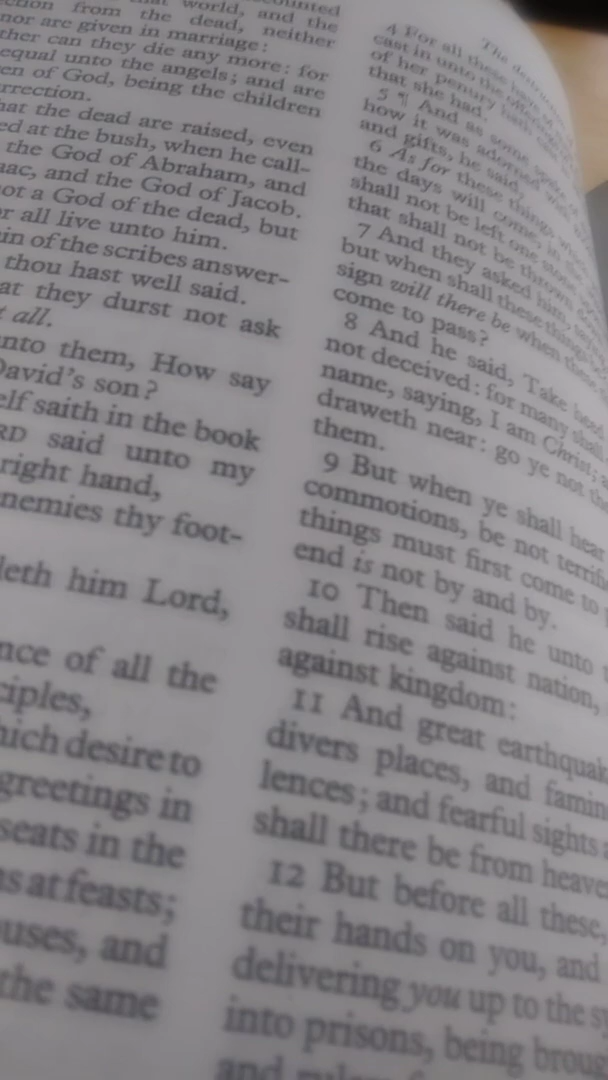 counted
that world, and the
from the dead, neither
nor are given in marriage:
ther can they die any more: for
equal unto the angels; and are
en of God, being the children
rrection.
hat the dead are raised, even
ed at the bush, when he call-
the God of Abraham, and
aac, and the God of Jacob.
ot a God of the dead, but
r all live unto him.
in of the scribes answer-
thou hast well said.
at they durst not ask
t all.
nto them, How say
David's son?
elf saith in the book
RD said unto my
right hand,
nemies thy foot-
leth him Lord,
nce of all the
ciples,
hich desire to
greetings in
seats in the
ms at feasts;
ouses, and
the same
The
4 For all these
cast in unto the
of her penury
that she had.
5 ¶ And as some
how it was adorned
and gifts, he said,
6 As for these things
the days will come, in
shall not be left one stone
that shall not be thrown
7 And they asked him,
but when shall these things
sign will there be when these
come to pass?
8 And he said, Take heed
not deceived: for many shall
name, saying, I am Christ;
draweth near: go ye not
them.
9 But when ye shall hear
commotions, be not terrifi
things must first come to
end is not by and by.
10 Then said he unto
shall rise against nation,
against kingdom:
11 And great earthquak
divers places, and famin
lences; and fearful sights
shall there be from heave
12 But before all these,
their hands on you, and
delivering you up to the s
into prisons, being broug
and